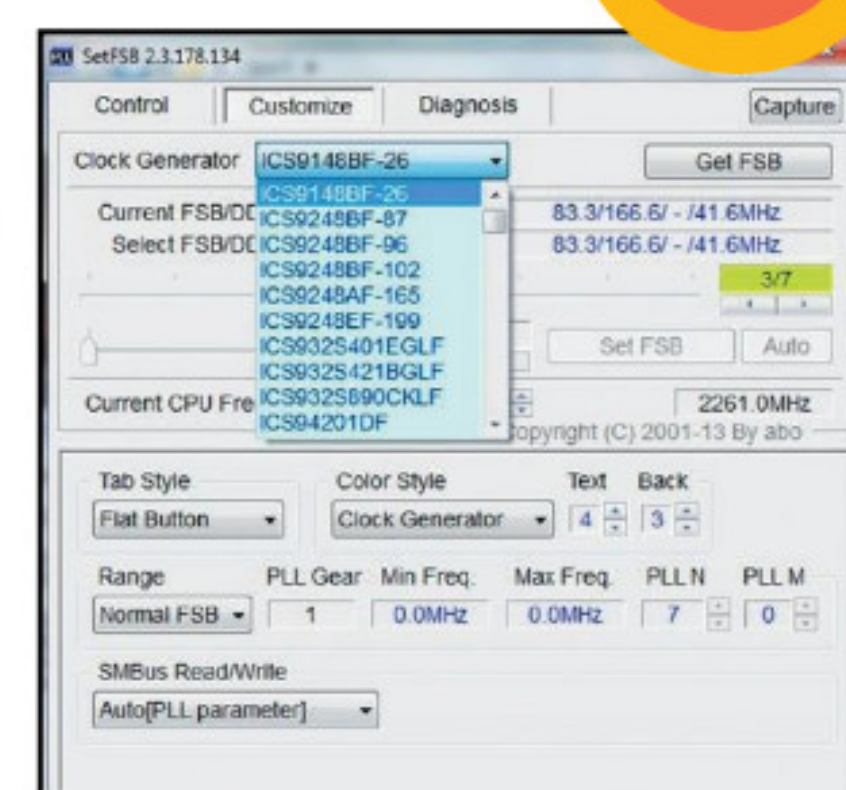 SetFSB 2.3.178.134
Control Customize Diagnosis Capture
Clock Generator ICS9148BF-26 Get FSB
ICS9148BF-26
Current FSB/DD 83.3/166.6/ - /41.6MHz
ICS9248BF-87
Select FSB/DD 83.3/166.6/ - /41.6MHz
ICS9248BF-96
ICS9248BF-102
3/7
ICS9248AF-165
ICS9248EF-199
ICS932S401EGLF Set FSB Auto
ICS932S421BGLF
ICS932S890CKLF
Current CPU Fre 2261.0MHz
ICS94201DF
opyright (C) 2001-13 By abo
Tab Style Color Style Text Back
Flat Button Clock Generator 4 3
Range PLL Gear Min Freq. Max Freq. PLL N PLL M
Normal FSB 1 0.0MHz 0.0MHz 7 0
SMBus Read/Write
Auto[PLL parameter]